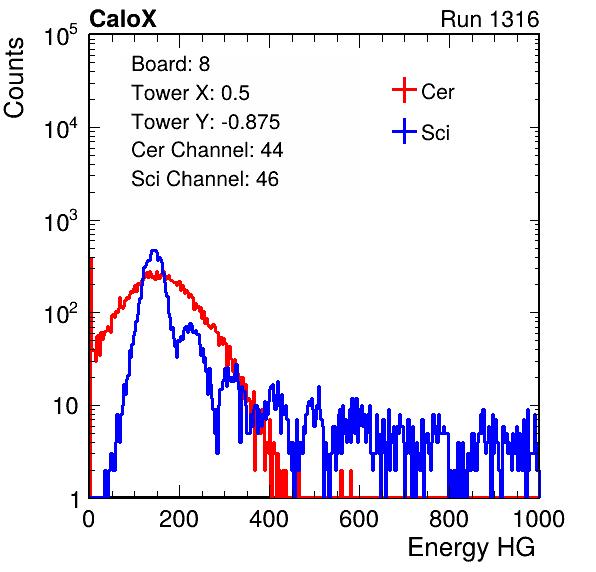 CaloX Run 1316
Counts
10^5
10^4
10^3
10^2
10
1
Board: 8
Tower X: 0.5
Tower Y: -0.875
Cer Channel: 44
Sci Channel: 46
Cer
Sci
0 200 400 600 800 1000
Energy HG